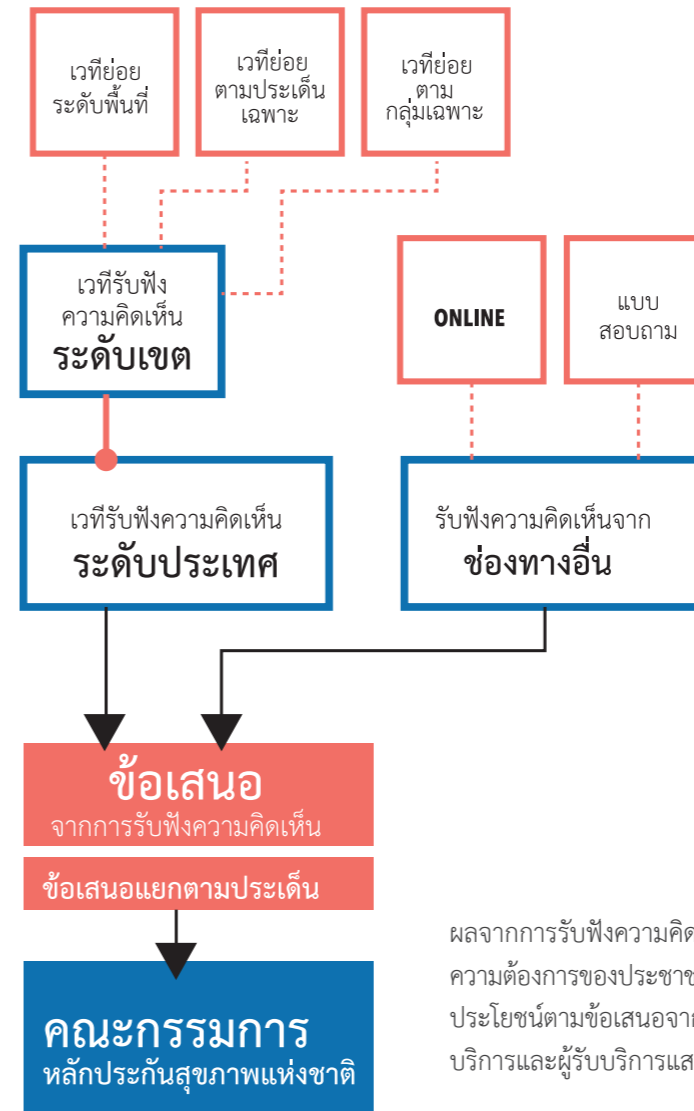 เวทีย่อย
ระดับพื้นที่
เวทีย่อย
ตามประเด็น
เฉพาะ
เวทีย่อย
ตาม
กลุ่มเฉพาะ
เวทีรับฟัง
ความคิดเห็น
ระดับเขต
ONLINE
แบบ
สอบถาม
เวทีรับฟังความคิดเห็น
ระดับประเทศ
รับฟังความคิดเห็นจาก
ช่องทางอื่น
ข้อเสนอ
จากการรับฟังความคิดเห็น
ข้อเสนอแยกตามประเด็น
คณะกรรมการ
หลักประกันสุขภาพแห่งชาติ
ผลจากการรับฟังความคิด
ความต้องการของประชาช
ประโยชน์ตามข้อเสนอจา
บริการและผู้รับบริการแส